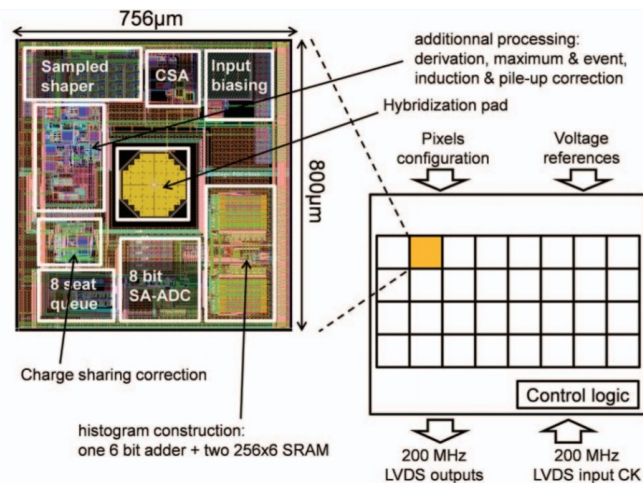 756µm
Sampled
shaper
CSA
Input
biasing
8 seat
queue
8 bit
SA-ADC
800µm
additionnal processing:
derivation, maximum & event,
induction & pile-up correction
Hybridization pad
Pixels
configuration
Voltage
references
Control logic
Charge sharing correction
histogram construction:
one 6 bit adder + two 256x6 SRAM
200 MHz
LVDS outputs
200 MHz
LVDS input CK